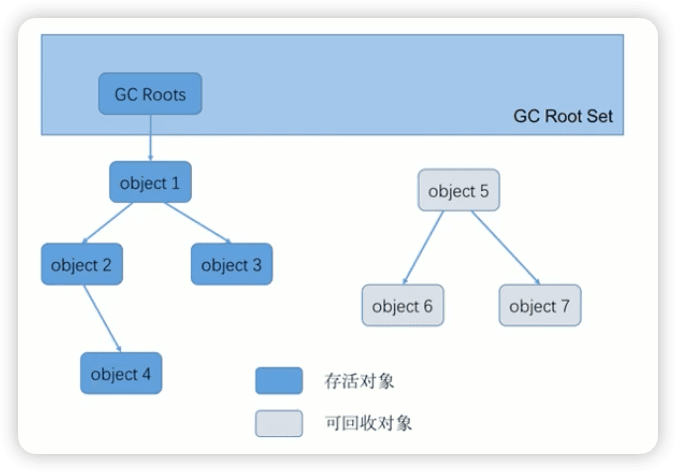 GC Roots
GC Root Set
object 1
object 5
object 2
object 3
object 6
object 7
object 4
存活对象
可回收对象